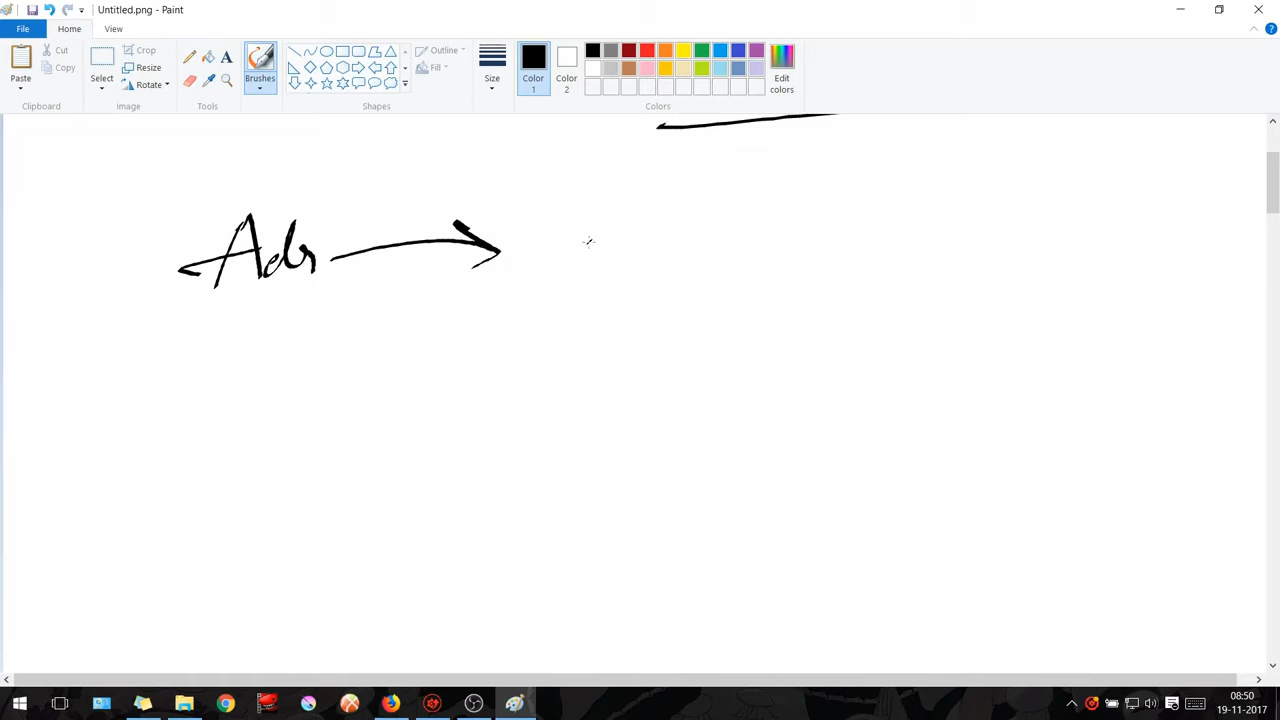 Untitled.png - Paint
File Home View
Paste
Cut
Copy
Clipboard
Select
Crop
Resize
Rotate
Image
Tools
Brushes
Shapes
Outline
Fill
Size
Color 1
Color 2
Edit colors
Colors
08:50
19-11-2017